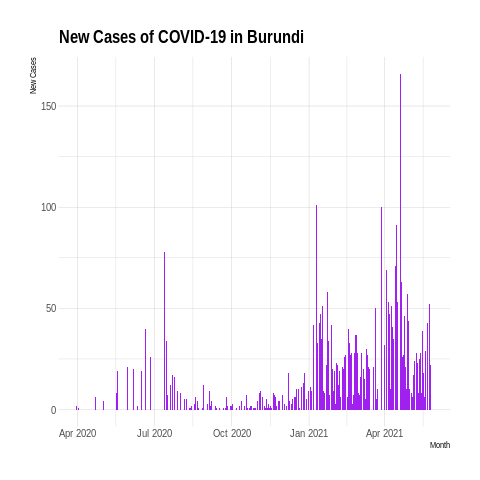 New Cases of COVID-19 in Burundi
New Cases
150
100
50
0
Apr 2020 Jul 2020 Oct 2020 Jan 2021 Apr 2021
Month